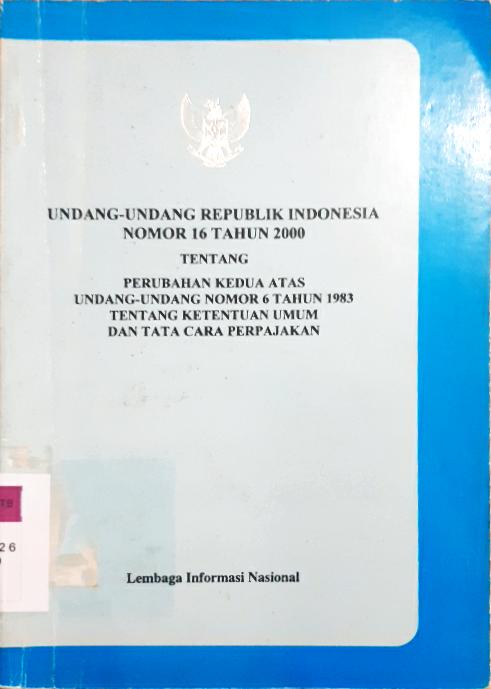 UNDANG-UNDANG REPUBLIK INDONESIA
NOMOR 16 TAHUN 2000
TENTANG
PERUBAHAN KEDUA ATAS
UNDANG-UNDANG NOMOR 6 TAHUN 1983
TENTANG KETENTUAN UMUM
DAN TATA CARA PERPAJAKAN
26
Lembaga Informasi Nasional